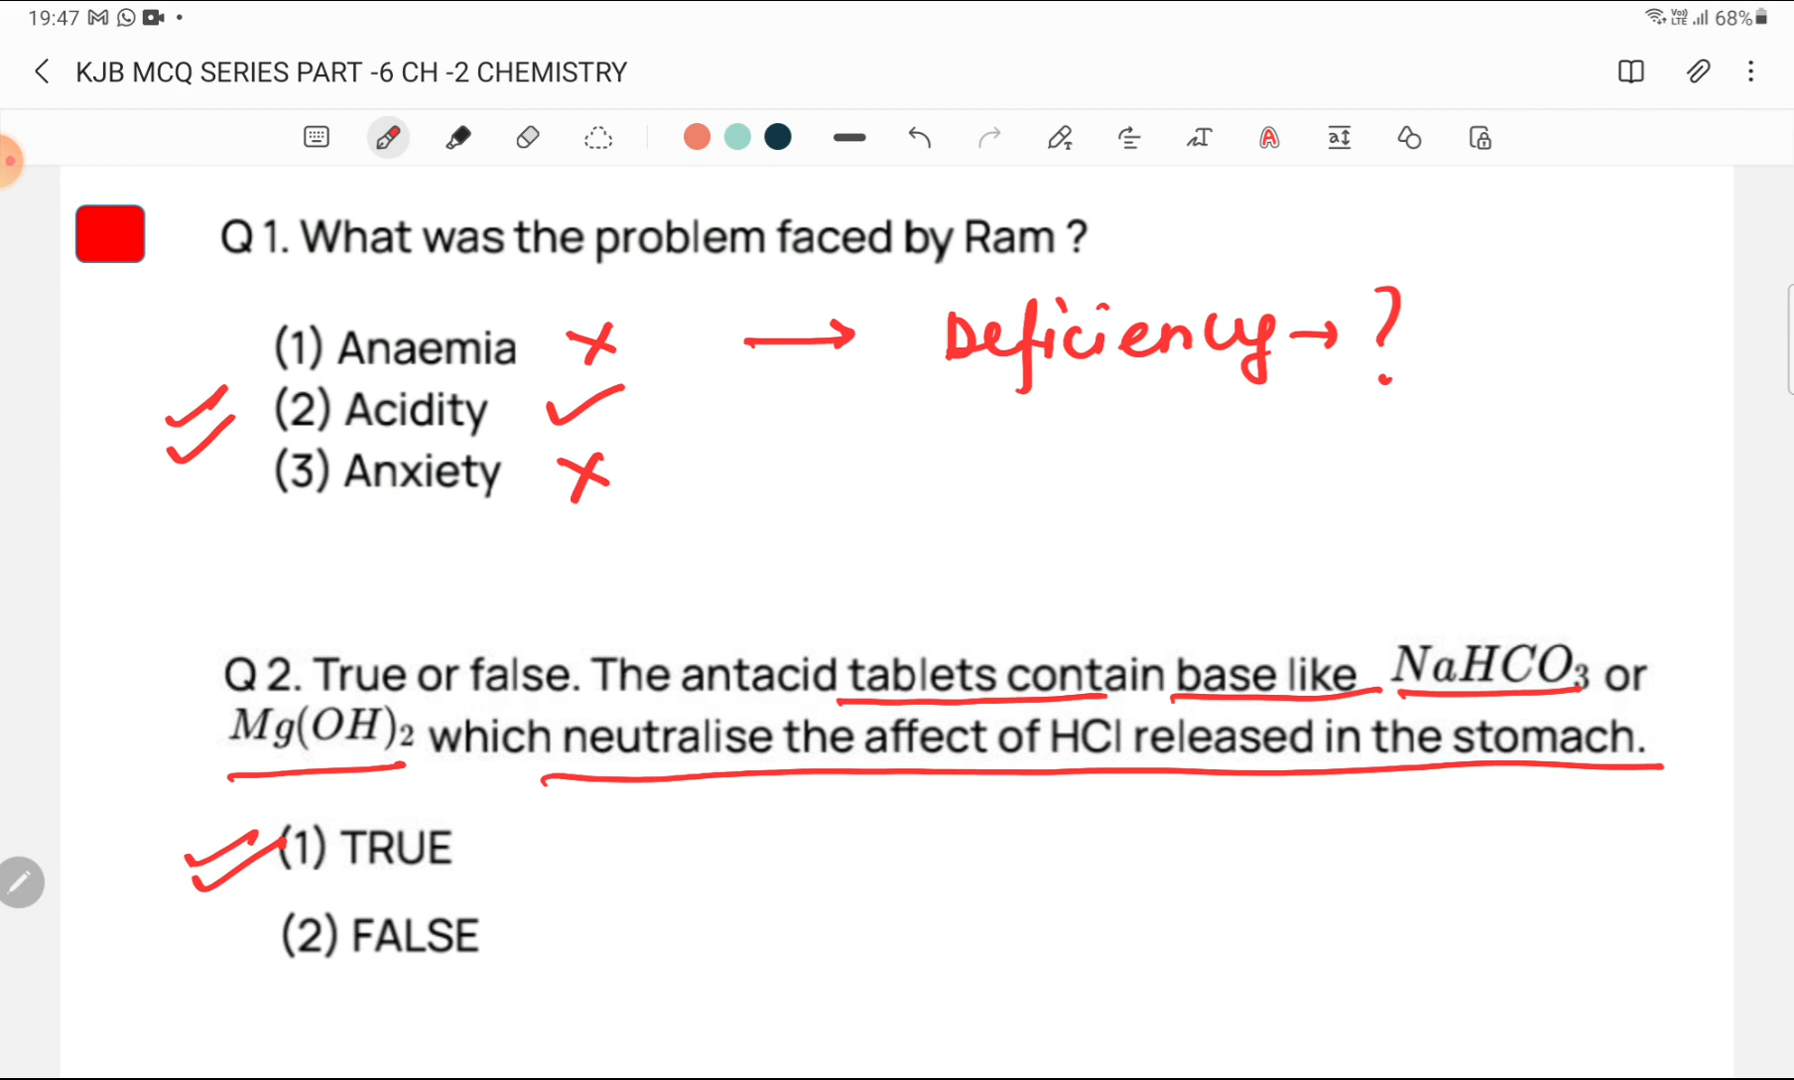 19:47
Vo) LTE 68%
KJB MCQ SERIES PART -6 CH -2 CHEMISTRY
Q 1. What was the problem faced by Ram ?
(1) Anaemia × → Deficiency → ?
(2) Acidity ✓
(3) Anxiety ×
Q 2. True or false. The antacid tablets contain base like NaHCO₃ or
Mg(OH)₂ which neutralise the affect of HCl released in the stomach.
(1) TRUE
(2) FALSE